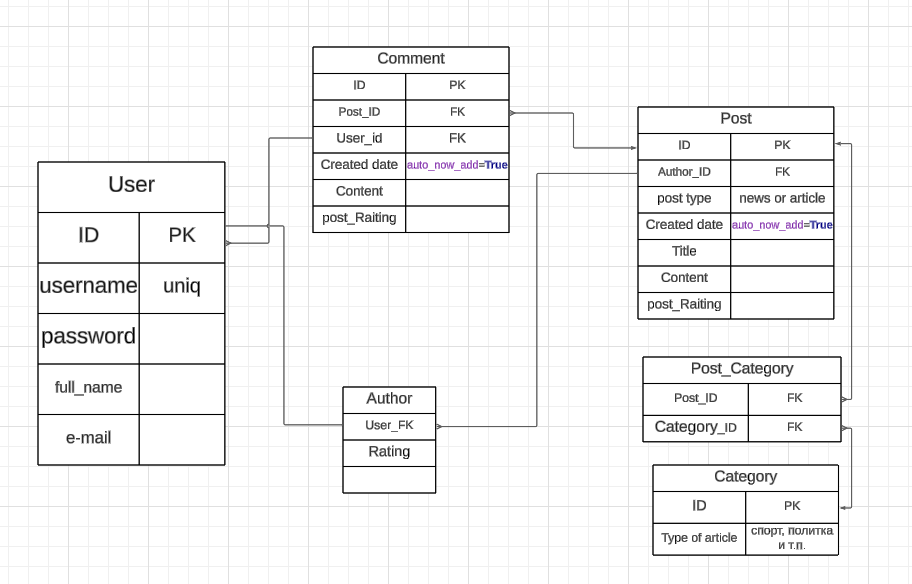 User
ID PK
username uniq
password
full_name
e-mail
Comment
ID PK
Post_ID FK
User_id FK
Created date auto_now_add=True
Content
post_Raiting
Author
User_FK
Rating
Post
ID PK
Author_ID FK
post type news or article
Created date auto_now_add=True
Title
Content
post_Raiting
Post_Category
Post_ID FK
Category_ID FK
Category
ID PK
Type of article спорт, политка
и т.п.